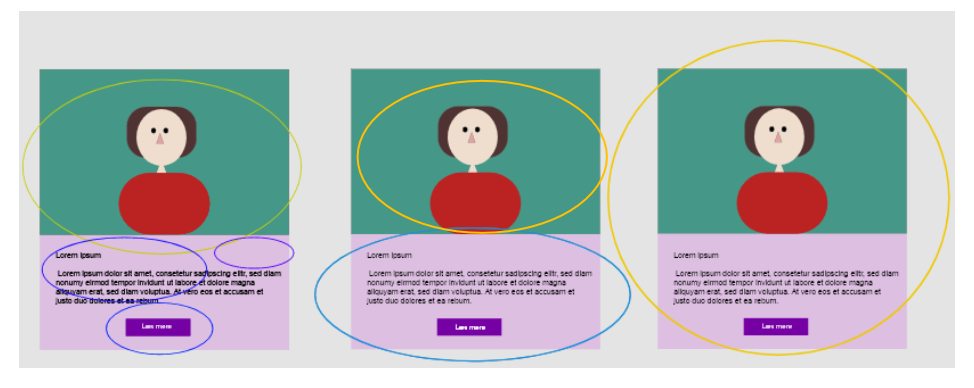 Lorem Ipsum
Lorem ipsum dolor sit amet, consetetur sadipscing elitr, sed diam
nonumy eirmod tempor invidunt ut labore et dolore magna
aliquyam erat, sed diam voluptua. At vero eos et accusam et
justo duo dolores et ea rebum.
Læs mere
Lorem Ipsum
Lorem ipsum dolor sit amet, consetetur sadipscing elitr, sed diam
nonumy eirmod tempor invidunt ut labore et dolore magna
aliquyam erat, sed diam voluptua. At vero eos et accusam et
justo duo dolores et ea rebum.
Læs mere
Lorem Ipsum
Lorem ipsum dolor sit amet, consetetur sadipscing elitr, sed diam
nonumy eirmod tempor invidunt ut labore et dolore magna
aliquyam erat, sed diam voluptua. At vero eos et accusam et
justo duo dolores et ea rebum.
Læs mere